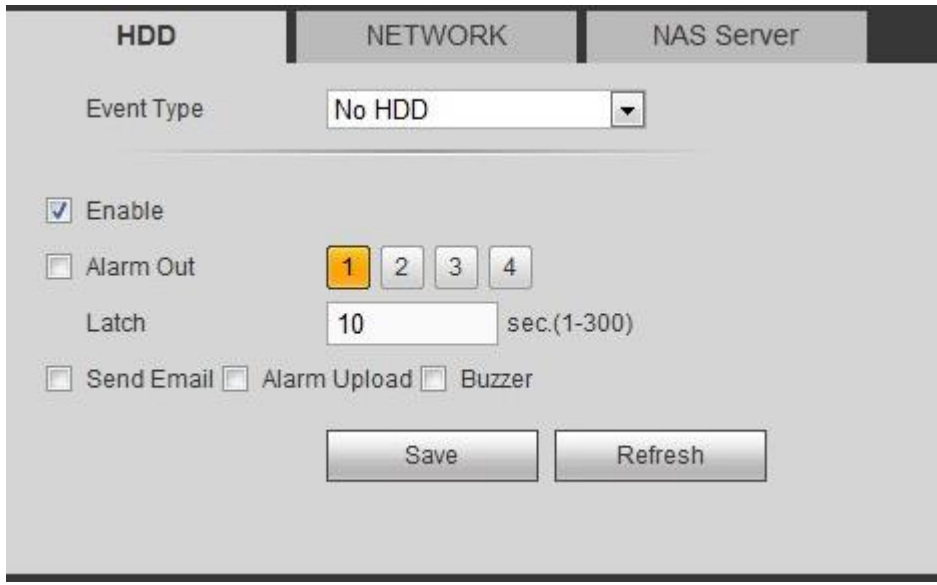 HDD NETWORK NAS Server
Event Type No HDD
Enable
Alarm Out 1 2 3 4
Latch 10 sec.(1-300)
Send Email Alarm Upload Buzzer
Save Refresh